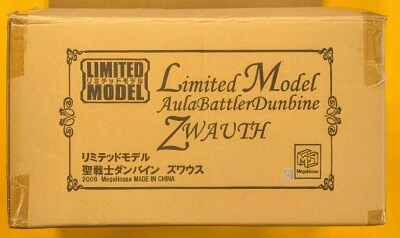 LIMITED
リミテッドモデル
MODEL
Limited Model
AulaBattlerDunbine
ZWAUTH
リミテッドモデル
聖戦士ダンバイン ズワウス
2006 MegaHouse MADE IN CHINA
MegaHouse